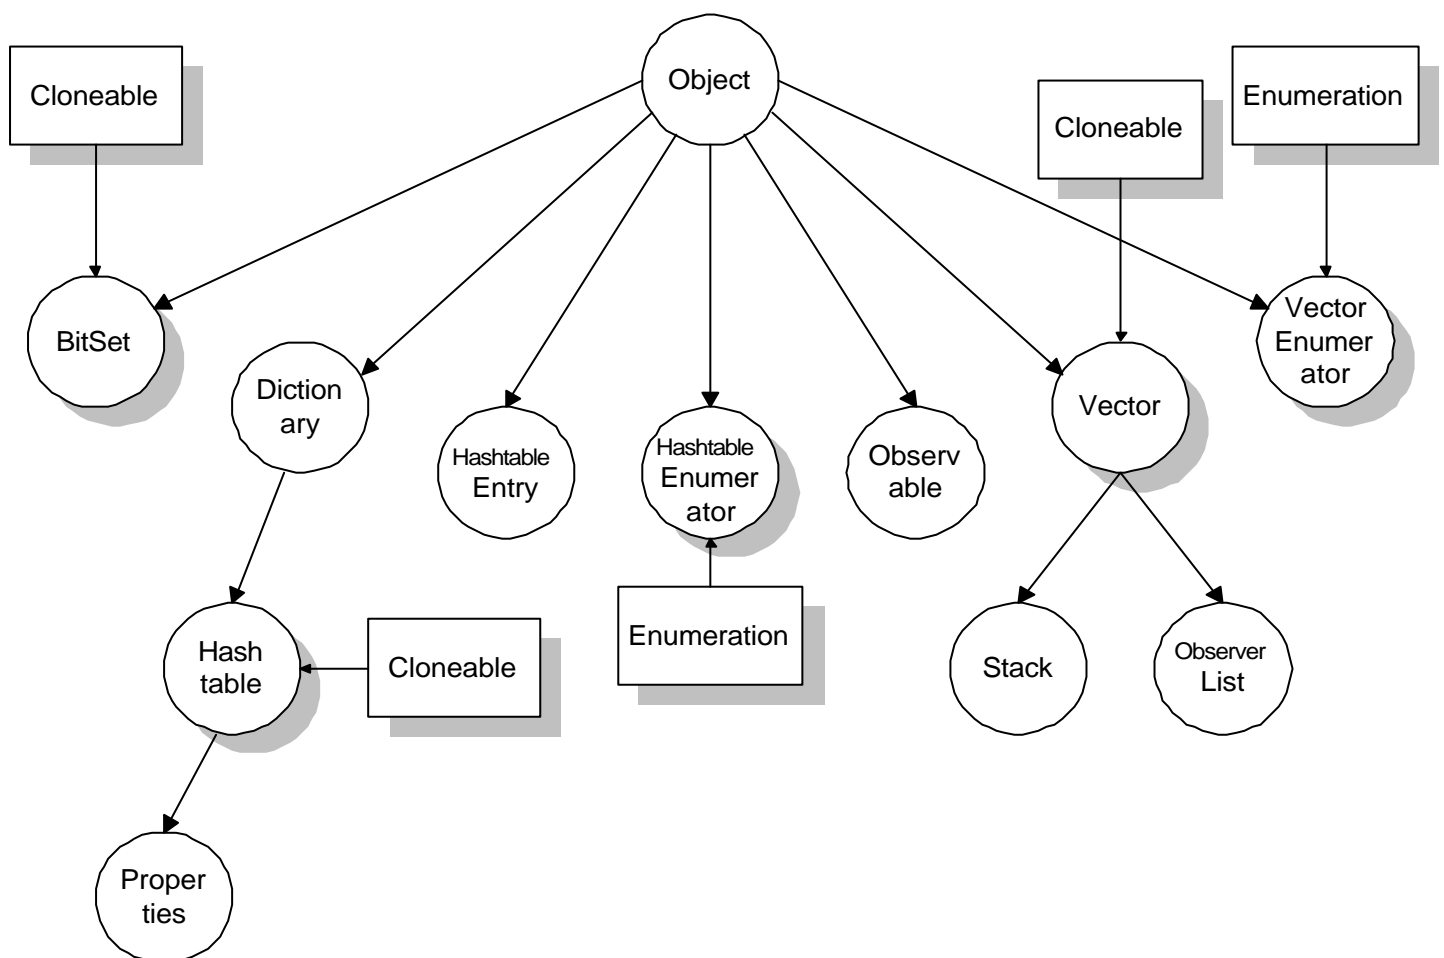 Object
Cloneable
Enumeration
Cloneable
BitSet
Vector
Enumer
ator
Diction
ary
Vector
Hashtable
Entry
Hashtable
Enumer
ator
Observ
able
Enumeration
Hash
table
Cloneable
Stack
Observer
List
Proper
ties